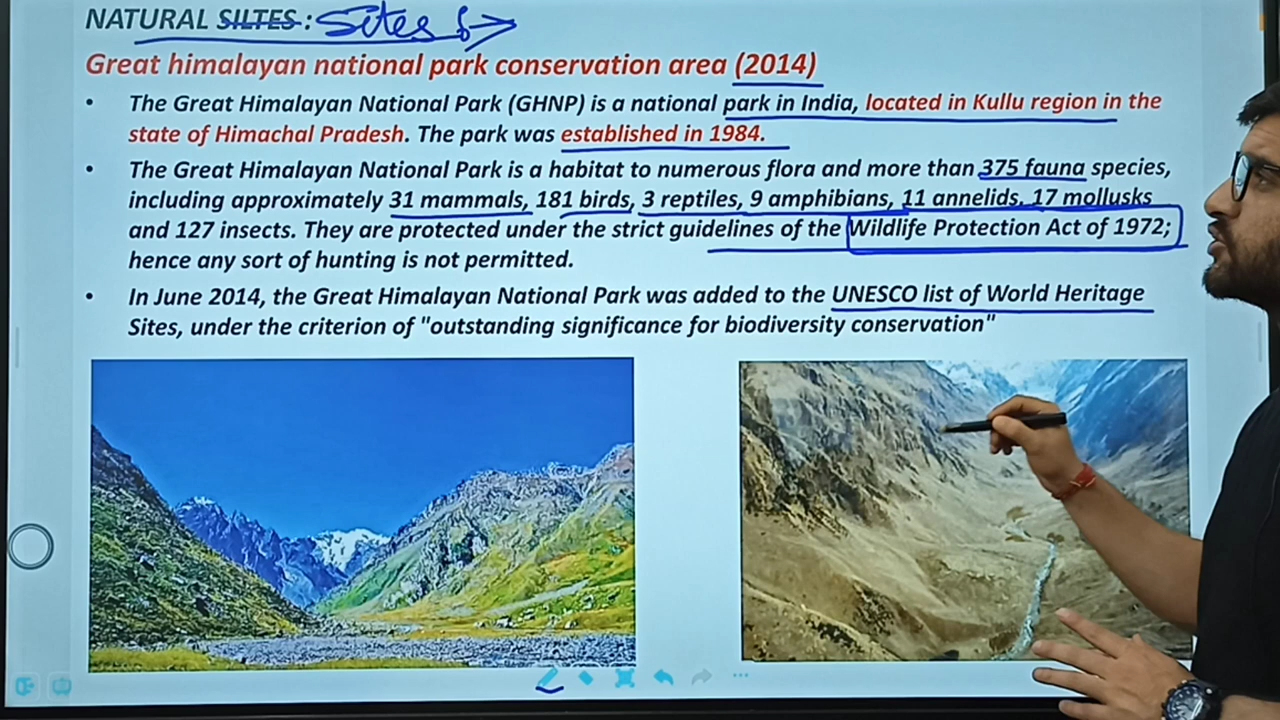 NATURAL SILTES : Sites
Great himalayan national park conservation area (2014)
• The Great Himalayan National Park (GHNP) is a national park in India, located in Kullu region in the
state of Himachal Pradesh. The park was established in 1984.
• The Great Himalayan National Park is a habitat to numerous flora and more than 375 fauna species,
including approximately 31 mammals, 181 birds, 3 reptiles, 9 amphibians, 11 annelids, 17 mollusks
and 127 insects. They are protected under the strict guidelines of the Wildlife Protection Act of 1972;
hence any sort of hunting is not permitted.
• In June 2014, the Great Himalayan National Park was added to the UNESCO list of World Heritage
Sites, under the criterion of "outstanding significance for biodiversity conservation"